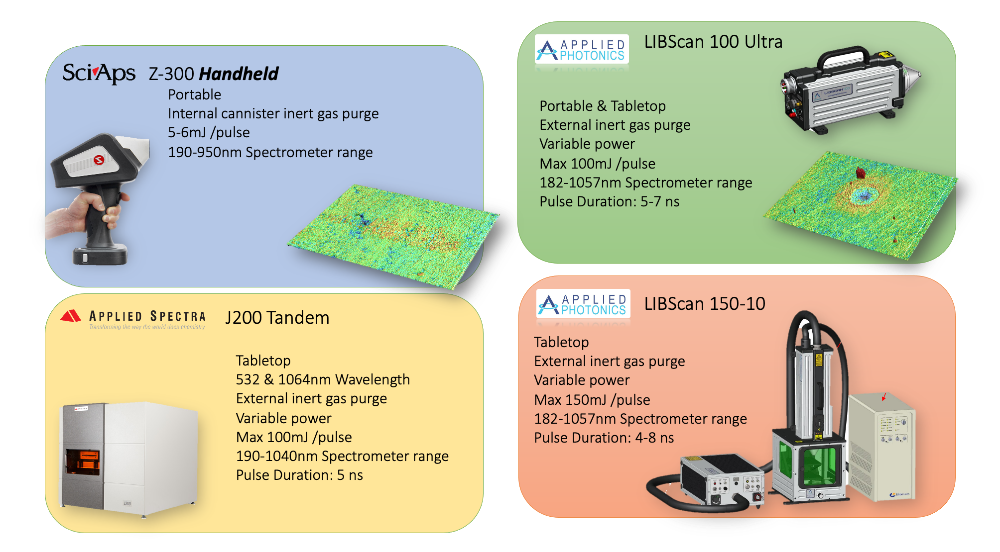 SciAps Z-300 Handheld
Portable
Internal cannister inert gas purge
5-6mJ /pulse
190-950nm Spectrometer range
APPLIED PHOTONICS
LIBScan 100 Ultra
LIBSCAN100
Portable & Tabletop
External inert gas purge
Variable power
Max 100mJ /pulse
182-1057nm Spectrometer range
Pulse Duration: 5-7 ns
APPLIED SPECTRA
Transforming the way the world does chemistry
J200 Tandem
Tabletop
532 & 1064nm Wavelength
External inert gas purge
Variable power
Max 100mJ /pulse
190-1040nm Spectrometer range
Pulse Duration: 5 ns
J200
APPLIED PHOTONICS
LIBScan 150-10
Tabletop
External inert gas purge
Variable power
Max 150mJ /pulse
182-1057nm Spectrometer range
Pulse Duration: 4-8 ns
Litron Lasers